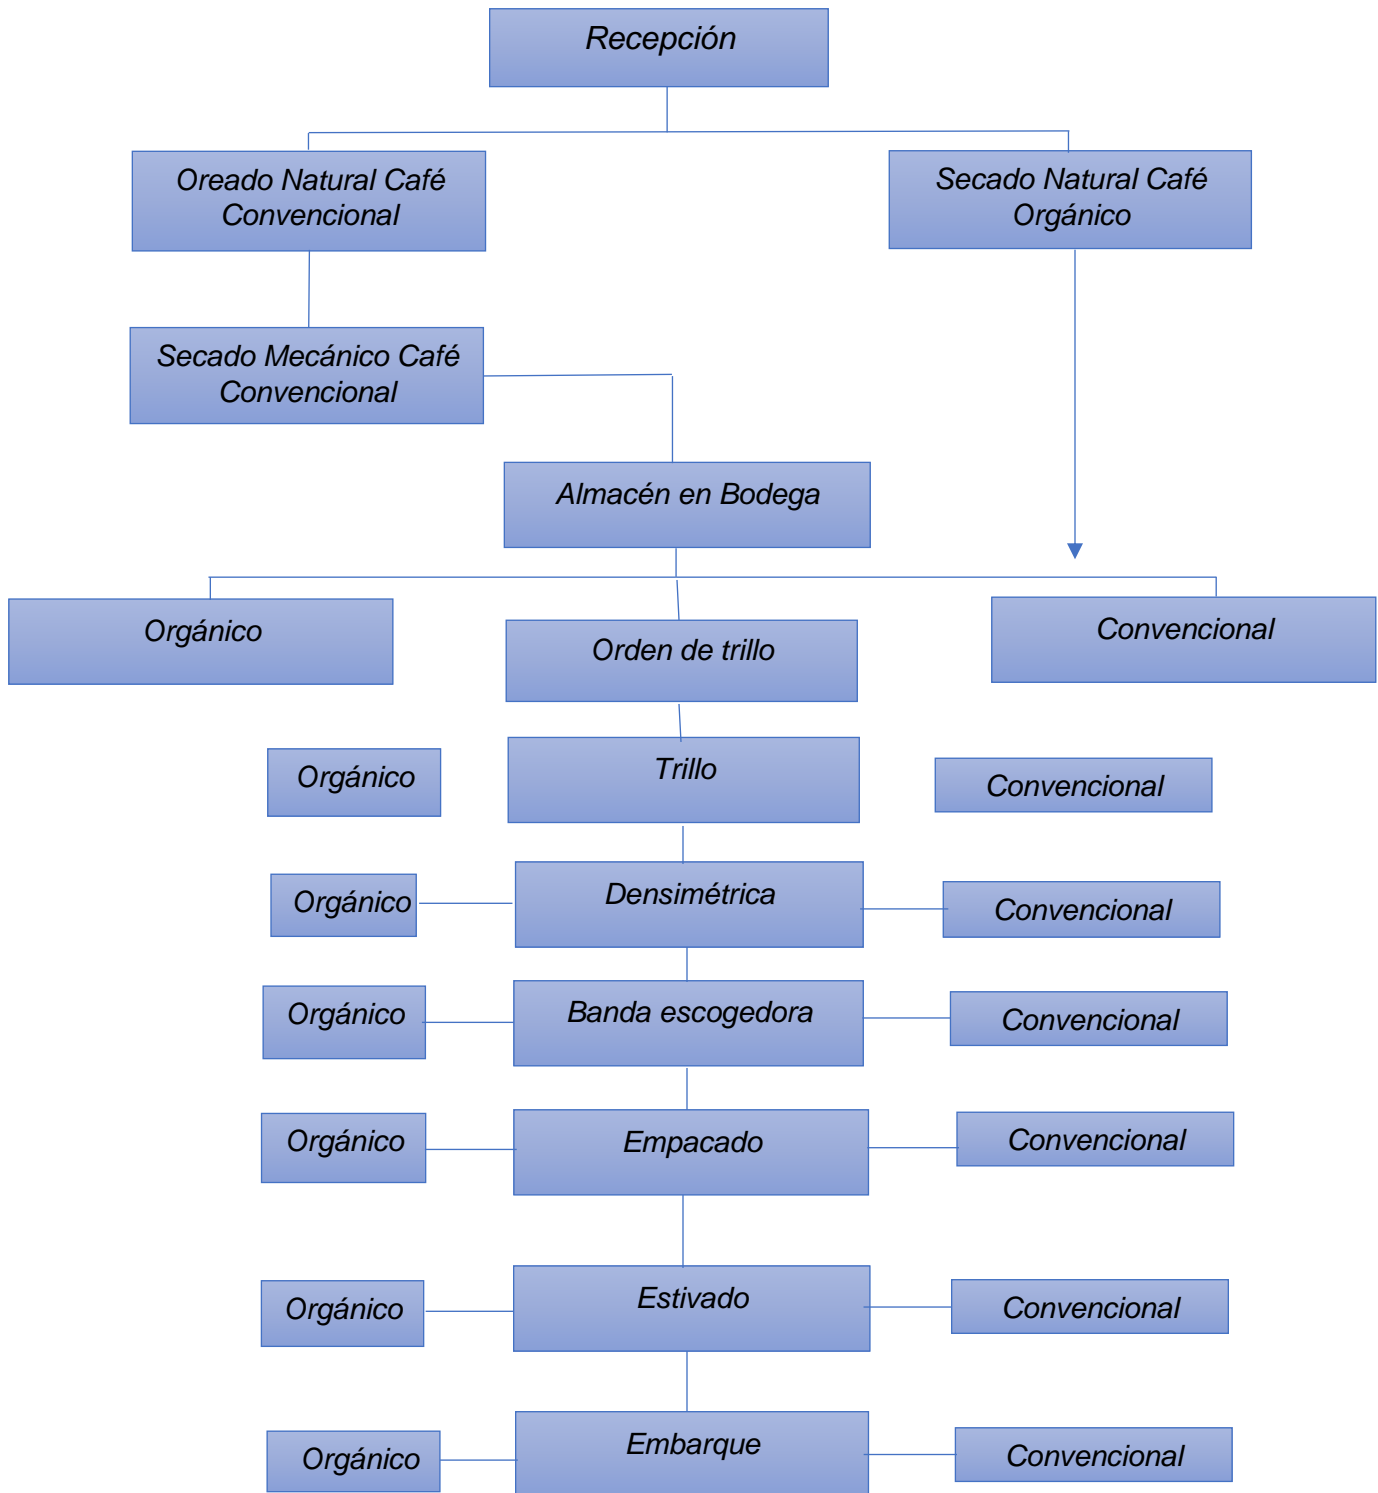 Recepción
Oreado Natural Café
Convencional
Secado Natural Café
Orgánico
Secado Mecánico Café
Convencional
Almacén en Bodega
Orgánico
Orden de trillo
Convencional
Orgánico
Trillo
Convencional
Orgánico
Densimétrica
Convencional
Orgánico
Banda escogedora
Convencional
Orgánico
Empacado
Convencional
Orgánico
Estivado
Convencional
Orgánico
Embarque
Convencional